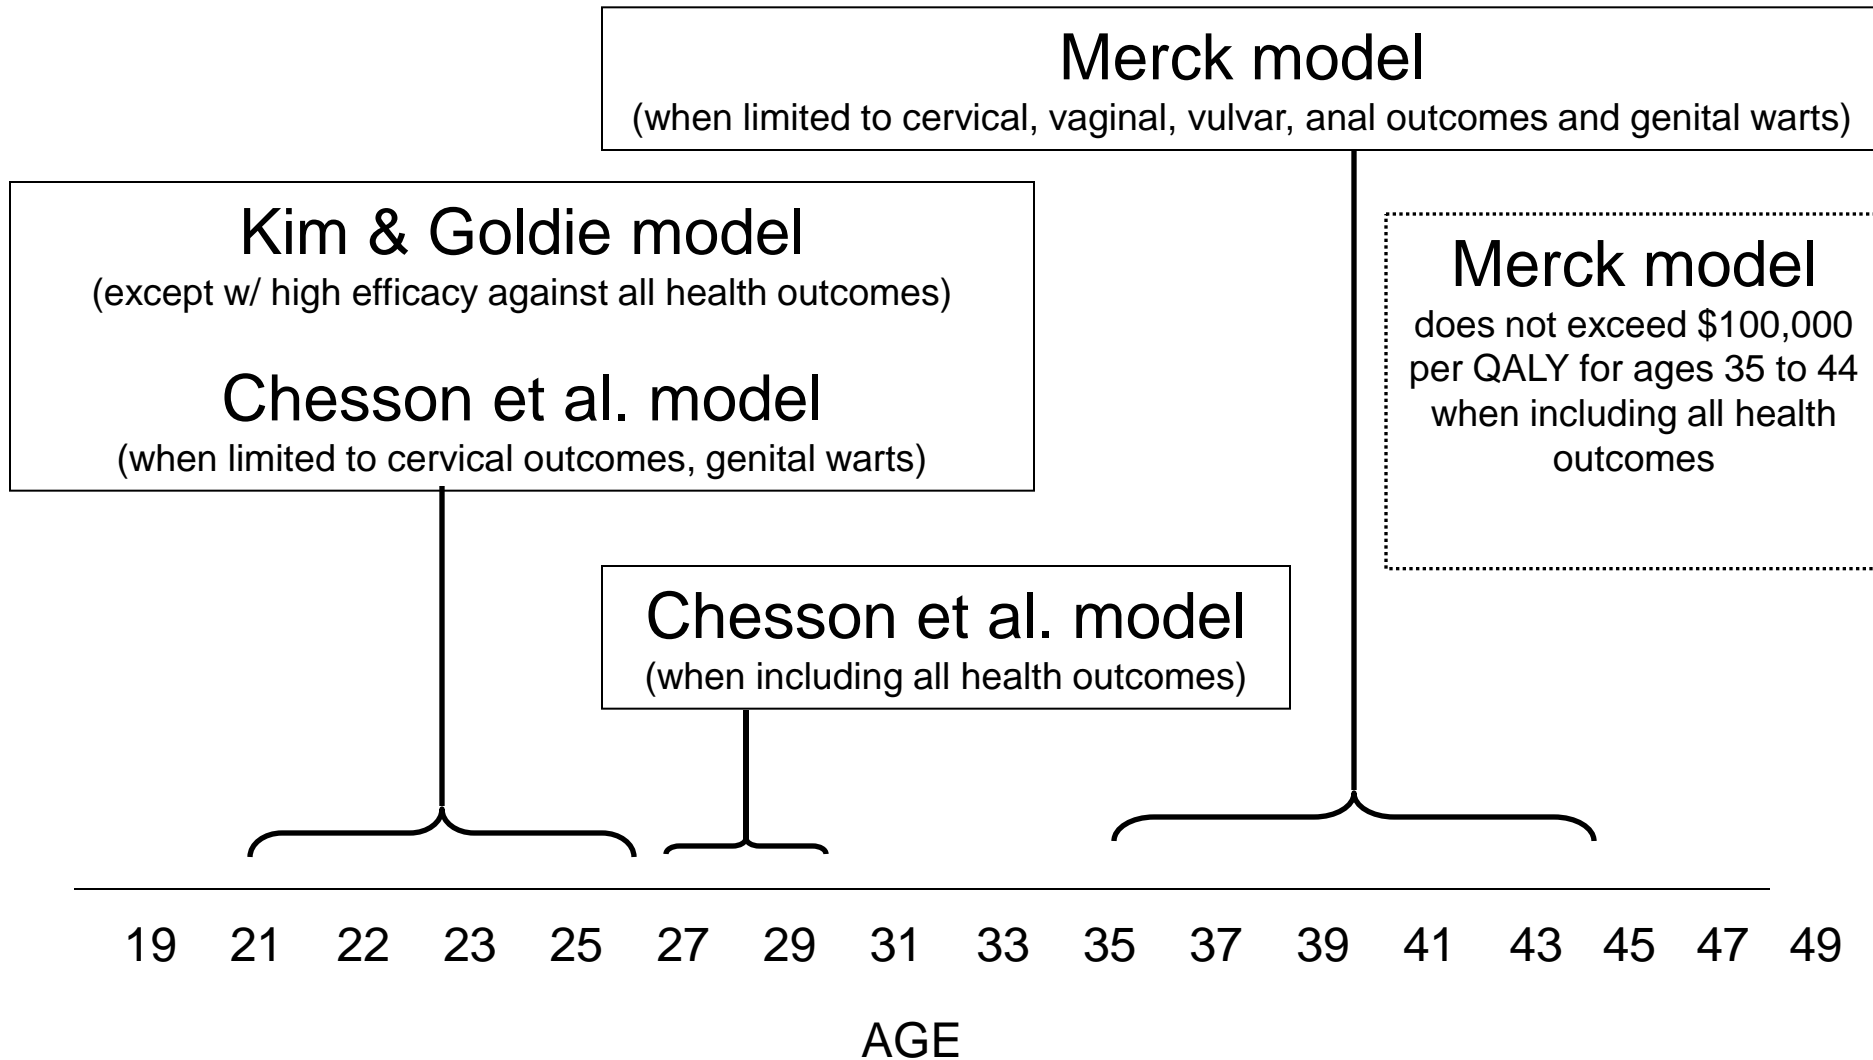 Merck model
(when limited to cervical, vaginal, vulvar, anal outcomes and genital warts)
Kim & Goldie model
(except w/ high efficacy against all health outcomes)
Chesson et al. model
(when limited to cervical outcomes, genital warts)
Merck model
does not exceed $100,000
per QALY for ages 35 to 44
when including all health
outcomes
Chesson et al. model
(when including all health outcomes)
19 21 22 23 25 27 29 31 33 35 37 39 41 43 45 47 49
AGE